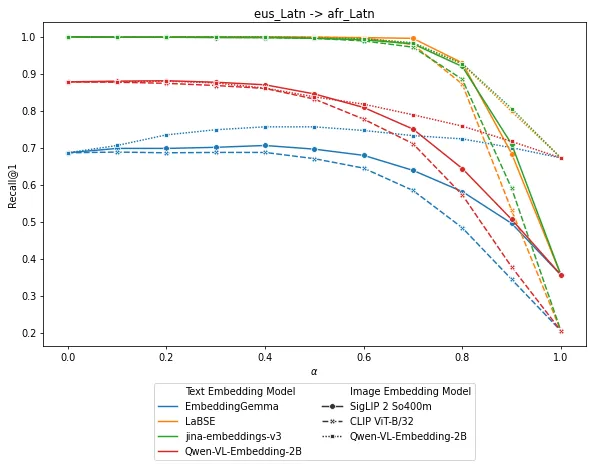 eus_Latn -> afr_Latn
Recall@1
1.0
0.9
0.8
0.7
0.6
0.5
0.4
0.3
0.2
0.0 0.2 0.4 0.6 0.8 1.0
α
Text Embedding Model
EmbeddingGemma
LaBSE
jina-embeddings-v3
Qwen-VL-Embedding-2B
Image Embedding Model
SigLIP 2 So400m
CLIP ViT-B/32
Qwen-VL-Embedding-2B